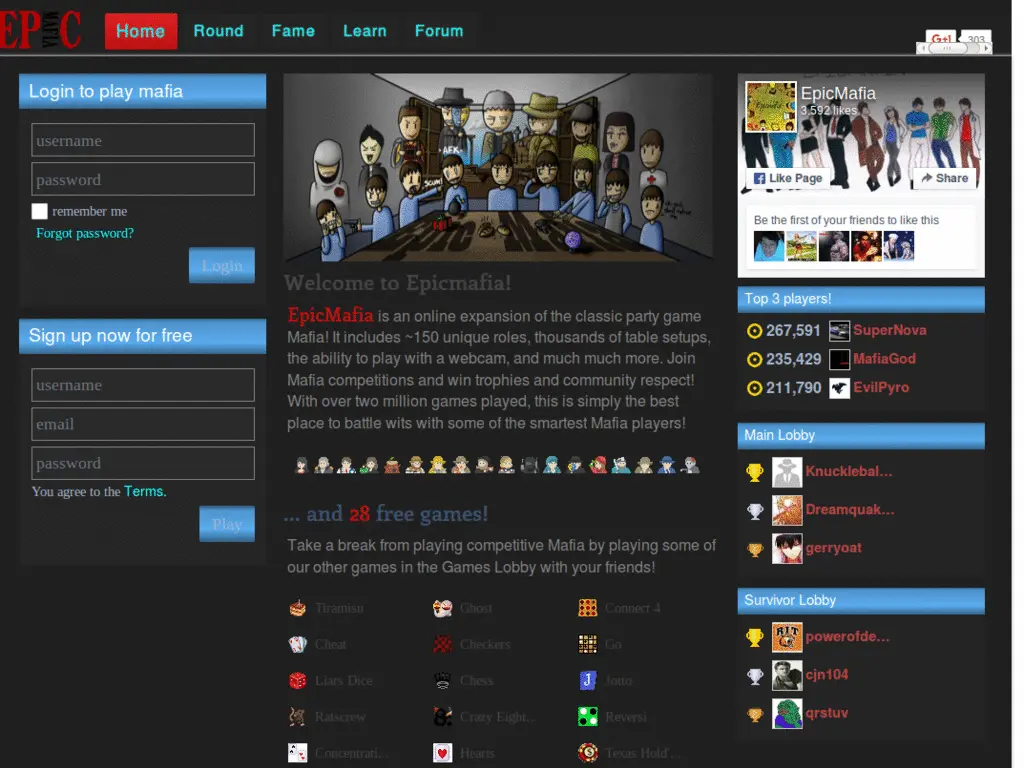 EPIC
MAFIA
Home
Round
Fame
Learn
Forum
G+1
303
Login to play mafia
username
password
remember me
Forgot password?
Login
Sign up now for free
username
email
password
You agree to the Terms.
Play
-AFK-
SCUM!
Hi
Epic Mafia
Welcome to Epicmafia!
EpicMafia is an online expansion of the classic party game
Mafia! It includes ~150 unique roles, thousands of table setups,
the ability to play with a webcam, and much much more. Join
Mafia competitions and win trophies and community respect!
With over two million games played, this is simply the best
place to battle wits with some of the smartest Mafia players!
... and 28 free games!
Take a break from playing competitive Mafia by playing some of
our other games in the Games Lobby with your friends!
Tiramisu
Ghost
Connect 4
Cheat
Checkers
Go
Liars Dice
Chess
J
Jotto
Ratscrew
8
Crazy Eight...
Reversi
Concentrati...
Hearts
Texas Hold'...
EpicMafia
3,592 likes
Like Page
Share
Be the first of your friends to like this
Top 3 players!
267,591 SuperNova
235,429 MafiaGod
211,790 EvilPyro
Main Lobby
Knucklebal...
Dreamquak...
gerryoat
Survivor Lobby
RIT
powerofde...
cjn104
qrstuv